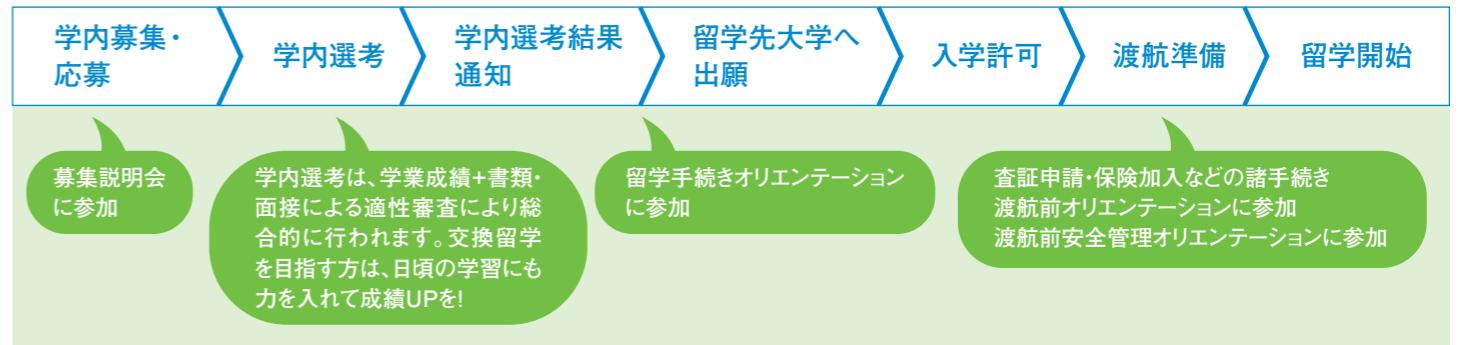 学内募集・
応募
学内選考
学内選考結果
通知
留学先大学へ
出願
入学許可
渡航準備
留学開始
募集説明会
に参加
学内選考は、学業成績+書類・
面接による適性審査により総
合的に行われます。交換留学
を目指す方は、日頃の学習にも
力を入れて成績UPを!
留学手続きオリエンテーション
に参加
査証申請・保険加入などの諸手続き
渡航前オリエンテーションに参加
渡航前安全管理オリエンテーションに参加